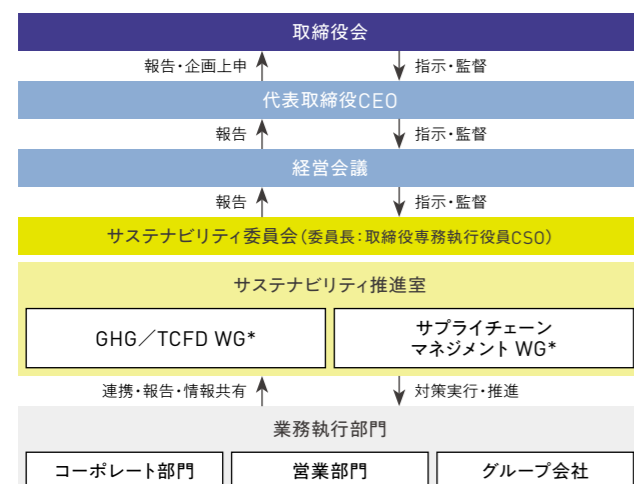 取締役会
報告・企画上申
指示・監督
代表取締役CEO
報告
指示・監督
経営会議
報告
指示・監督
サステナビリティ委員会(委員長:取締役専務執行役員CSO)
サステナビリティ推進室
GHG/TCFD WG*
サプライチェーン
マネジメント WG*
連携・報告・情報共有
対策実行・推進
業務執行部門
コーポレート部門
営業部門
グループ会社